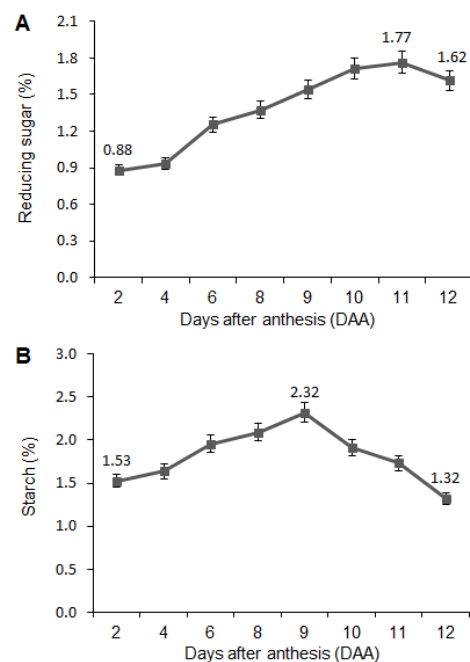 A
2.1
1.8
1.5
1.2
0.9
0.6
0.3
0.0
Reducing sugar (%)
0.88
1.77
1.62
2 4 6 8 9 10 11 12
Days after anthesis (DAA)
B
3.0
2.5
2.0
1.5
1.0
0.5
0.0
Starch (%)
1.53
2.32
1.32
2 4 6 8 9 10 11 12
Days after anthesis (DAA)